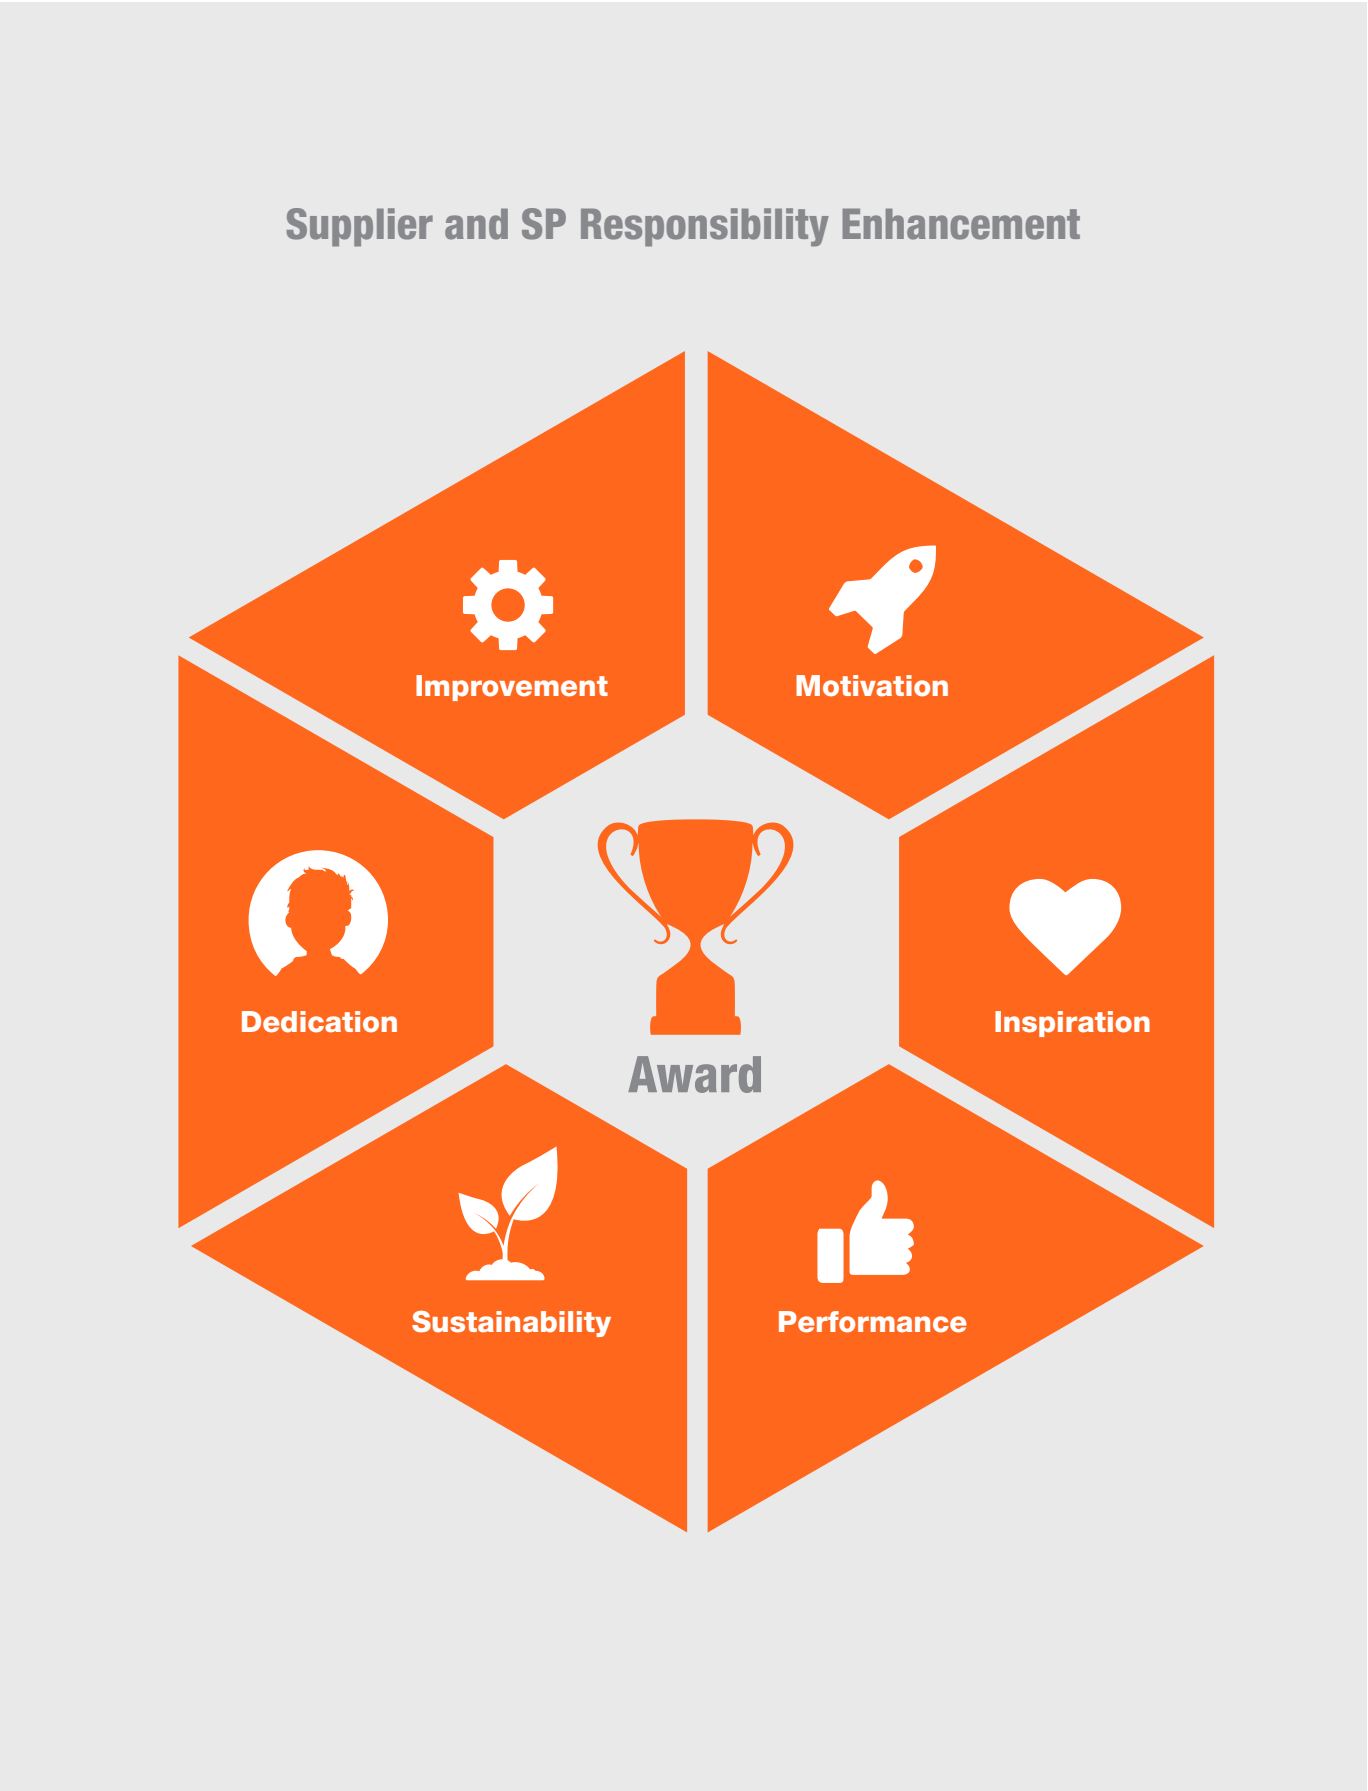 Supplier and SP Responsibility Enhancement
Improvement
Motivation
Dedication
Inspiration
Award
Sustainability
Performance